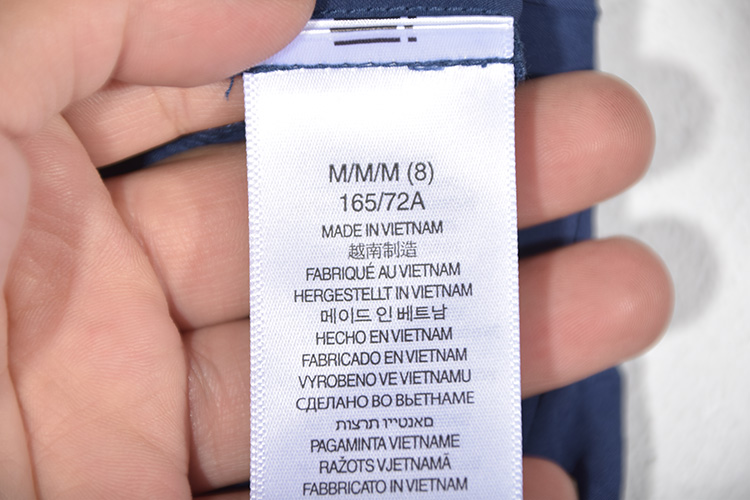 M/M/M (8)
165/72A
MADE IN VIETNAM
越南制造
FABRIQUÉ AU VIETNAM
HERGESTELLT IN VIETNAM
메이드 인 베트남
HECHO EN VIETNAM
FABRICADO EN VIETNAM
VYROBENO VE VIETNAMU
СДЕЛАНО ВО ВЬЕТНАМЕ
תוצרת וייטנאם
PAGAMINTA VIETNAME
RAŽOTS VJETNAMĀ
FABBRICATO IN VIETNAM